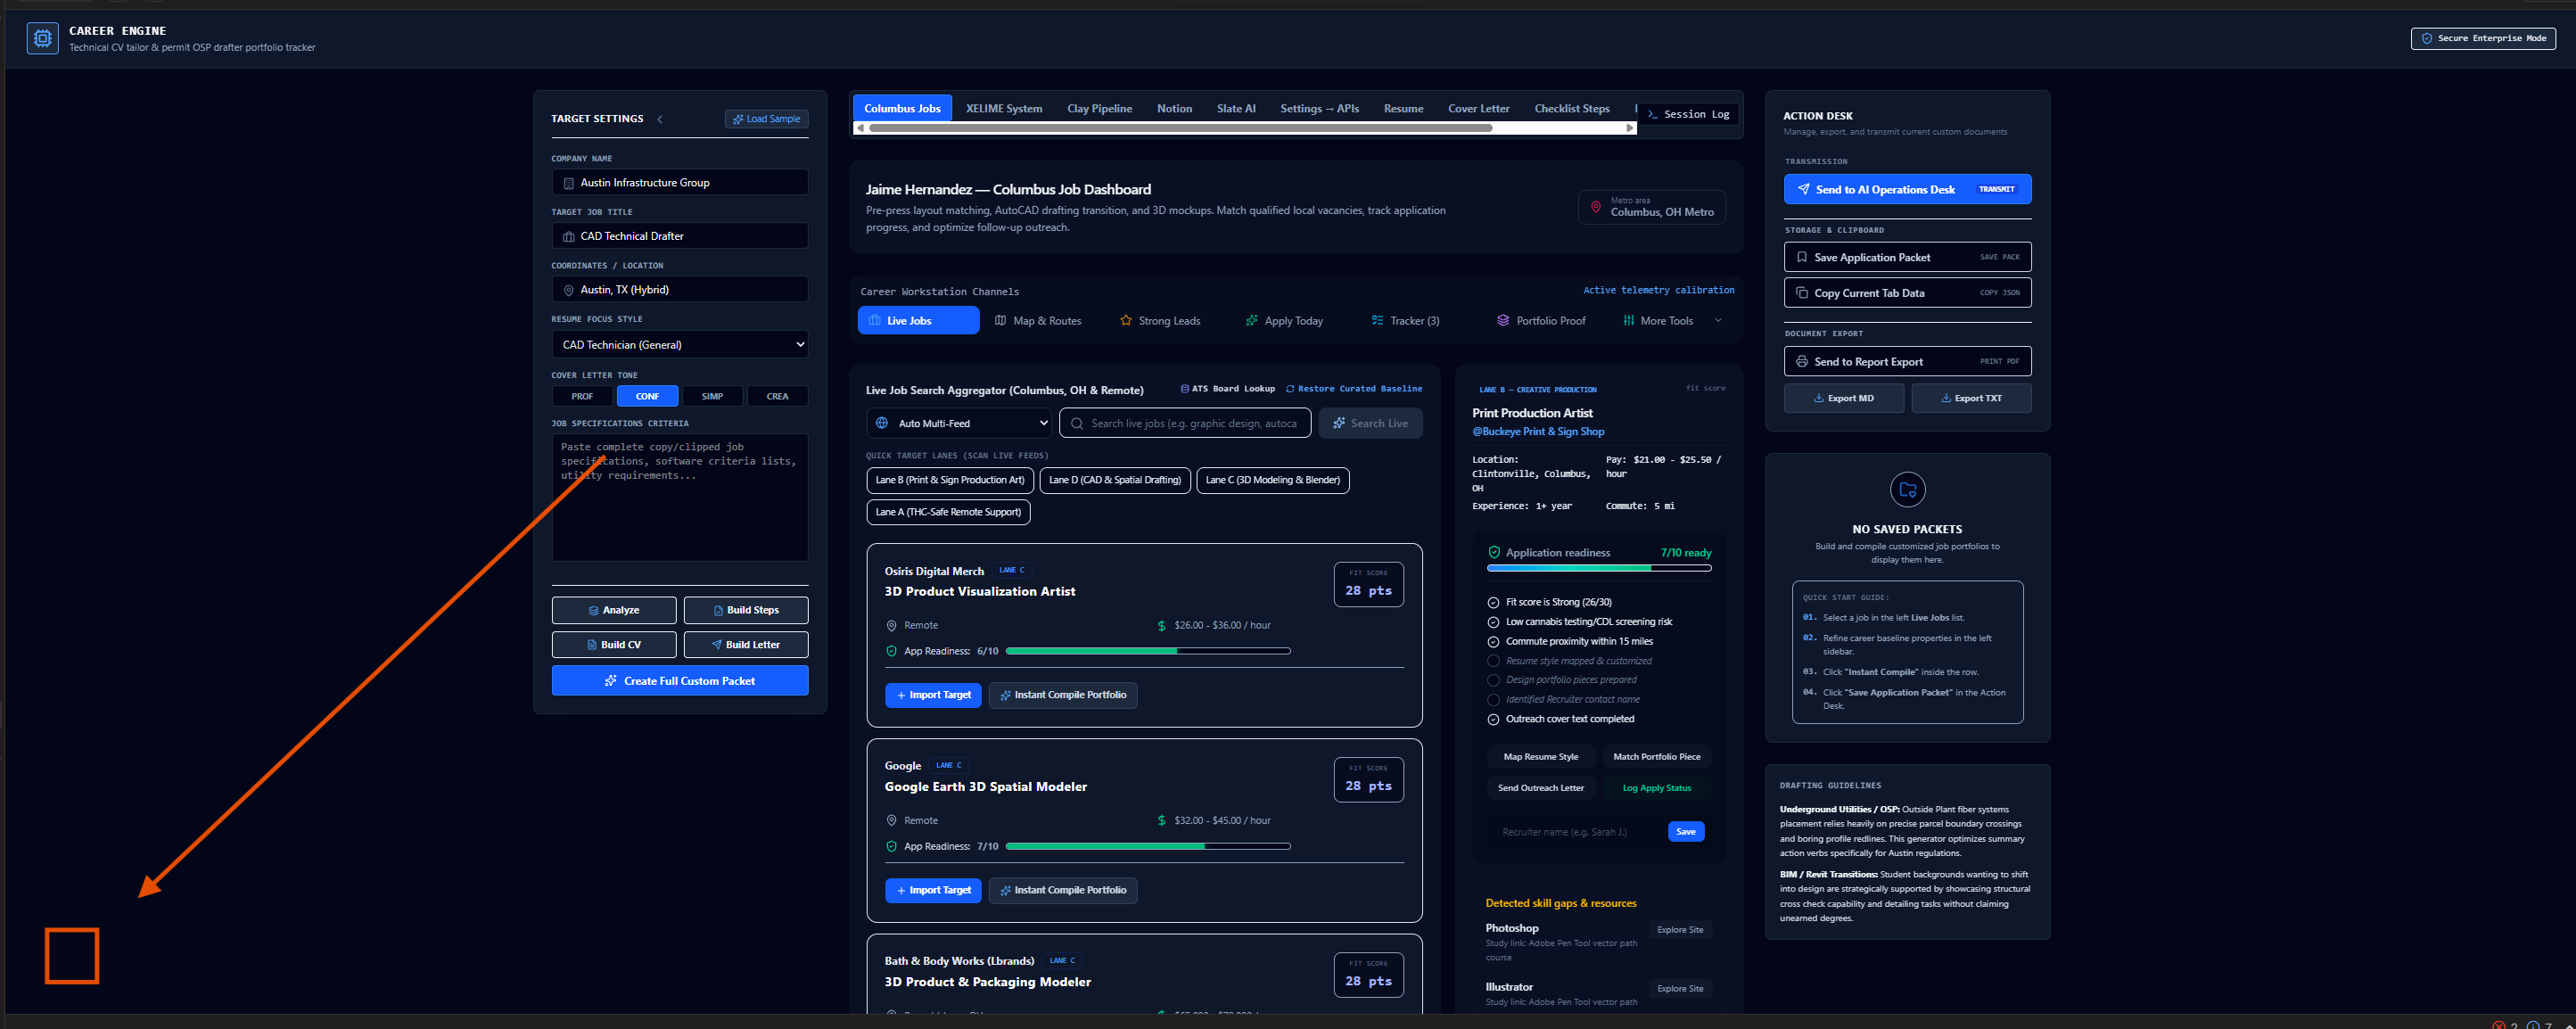 CAREER ENGINE
Technical CV tailor & permit OSP drafter portfolio tracker
Secure Enterprise Mode
TARGET SETTINGS
Load Sample
COMPANY NAME
Austin Infrastructure Group
TARGET JOB TITLE
CAD Technical Drafter
COORDINATES / LOCATION
Austin, TX (Hybrid)
RESUME FOCUS STYLE
CAD Technician (General)
COVER LETTER TONE
PROF CONF SIMP CREA
JOB SPECIFICATIONS CRITERIA
Paste complete copy/clipped job
specifications, software criteria lists,
utility requirements...
Analyze Build Steps
Build CV Build Letter
Create Full Custom Packet
Columbus Jobs XELIME System Clay Pipeline Notion Slate AI Settings → APIs Resume Cover Letter Checklist Steps
Session Log
Jaime Hernandez — Columbus Job Dashboard
Pre-press layout matching, AutoCAD drafting transition, and 3D mockups. Match qualified local vacancies, track application
progress, and optimize follow-up outreach.
Metro area
Columbus, OH Metro
Career Workstation Channels
Active telemetry calibration
Live Jobs Map & Routes Strong Leads Apply Today Tracker (3) Portfolio Proof More Tools
Live Job Search Aggregator (Columbus, OH & Remote)
ATS Board Lookup Restore Curated Baseline
Auto Multi-Feed
Search live jobs (e.g. graphic design, autoca
Search Live
QUICK TARGET LANES (SCAN LIVE FEEDS)
Lane B (Print & Sign Production Art) Lane D (CAD & Spatial Drafting) Lane C (3D Modeling & Blender)
Lane A (THC-Safe Remote Support)
Osiris Digital Merch LANE C
3D Product Visualization Artist
FIT SCORE
28 pts
Remote
$26.00 - $36.00 / hour
App Readiness: 6/10
Import Target Instant Compile Portfolio
Google LANE C
Google Earth 3D Spatial Modeler
FIT SCORE
28 pts
Remote
$32.00 - $45.00 / hour
App Readiness: 7/10
Import Target Instant Compile Portfolio
Bath & Body Works (Lbrands) LANE C
3D Product & Packaging Modeler
FIT SCORE
28 pts
LANE B — CREATIVE PRODUCTION
fit score
Print Production Artist
@Buckeye Print & Sign Shop
Location:
Clintonville, Columbus,
OH
Pay: $21.00 - $25.50 /
hour
Experience: 1+ year
Commute: 5 mi
Application readiness
7/10 ready
Fit score is Strong (26/30)
Low cannabis testing/CDL screening risk
Commute proximity within 15 miles
Resume style mapped & customized
Design portfolio pieces prepared
Identified Recruiter contact name
Outreach cover text completed
Map Resume Style Match Portfolio Piece
Send Outreach Letter Log Apply Status
Recruiter name (e.g. Sarah J.)
Save
Detected skill gaps & resources
Photoshop
Study link: Adobe Pen Tool vector path
course
Explore Site
Illustrator
Study link: Adobe Pen Tool vector path
Explore Site
ACTION DESK
Manage, export, and transmit current custom documents
TRANSMISSION
Send to AI Operations Desk TRANSMIT
STORAGE & CLIPBOARD
Save Application Packet SAVE PACK
Copy Current Tab Data COPY JSON
DOCUMENT EXPORT
Send to Report Export PRINT PDF
Export MD Export TXT
NO SAVED PACKETS
Build and compile customized job portfolios to
display them here.
QUICK START GUIDE:
01. Select a job in the left Live Jobs list.
02. Refine career baseline properties in the left
sidebar.
03. Click "Instant Compile" inside the row.
04. Click "Save Application Packet" in the Action
Desk.
DRAFTING GUIDELINES
Underground Utilities / OSP: Outside Plant fiber systems
placement relies heavily on precise parcel boundary crossings
and boring profile redlines. This generator optimizes summary
action verbs specifically for Austin regulations.
BIM / Revit Transitions: Student backgrounds wanting to shift
into design are strategically supported by showcasing structural
cross check capability and detailing tasks without claiming
unearned degrees.